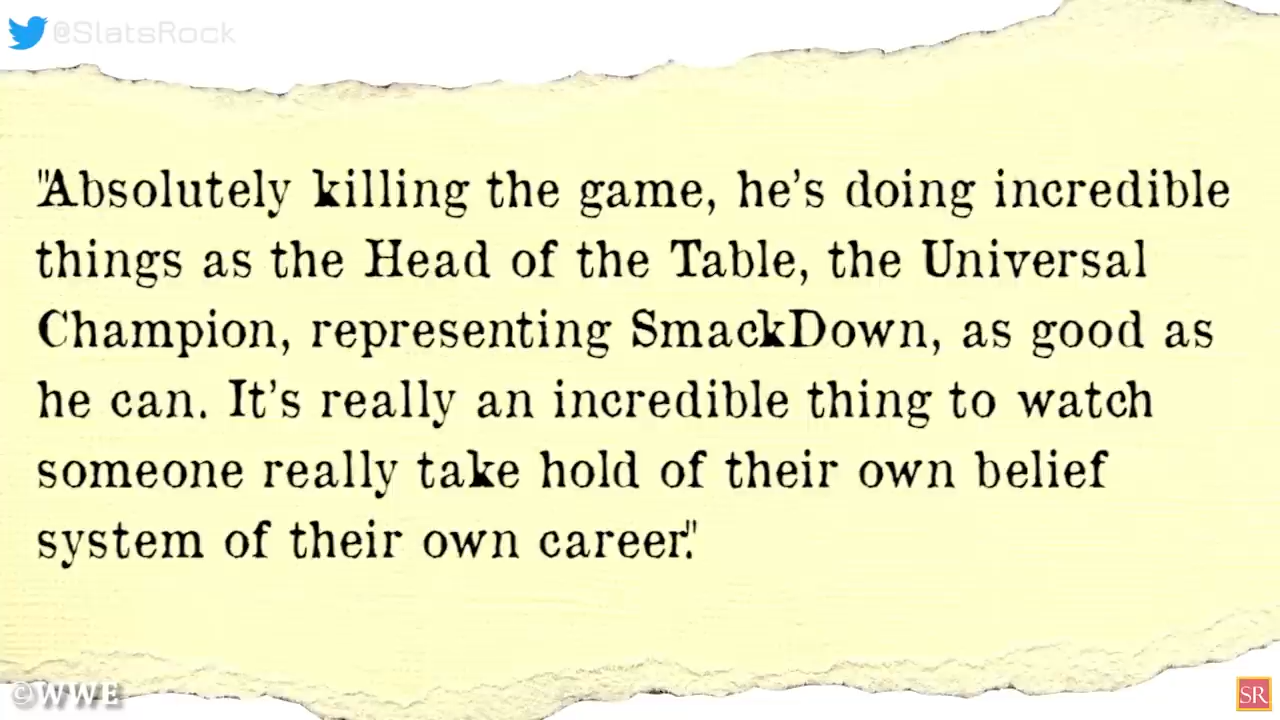 @SlatsRock
"Absolutely killing the game, he's doing incredible
things as the Head of the Table, the Universal
Champion, representing SmackDown, as good as
he can. It's really an incredible thing to watch
someone really take hold of their own belief
system of their own career."
©WWE
SR